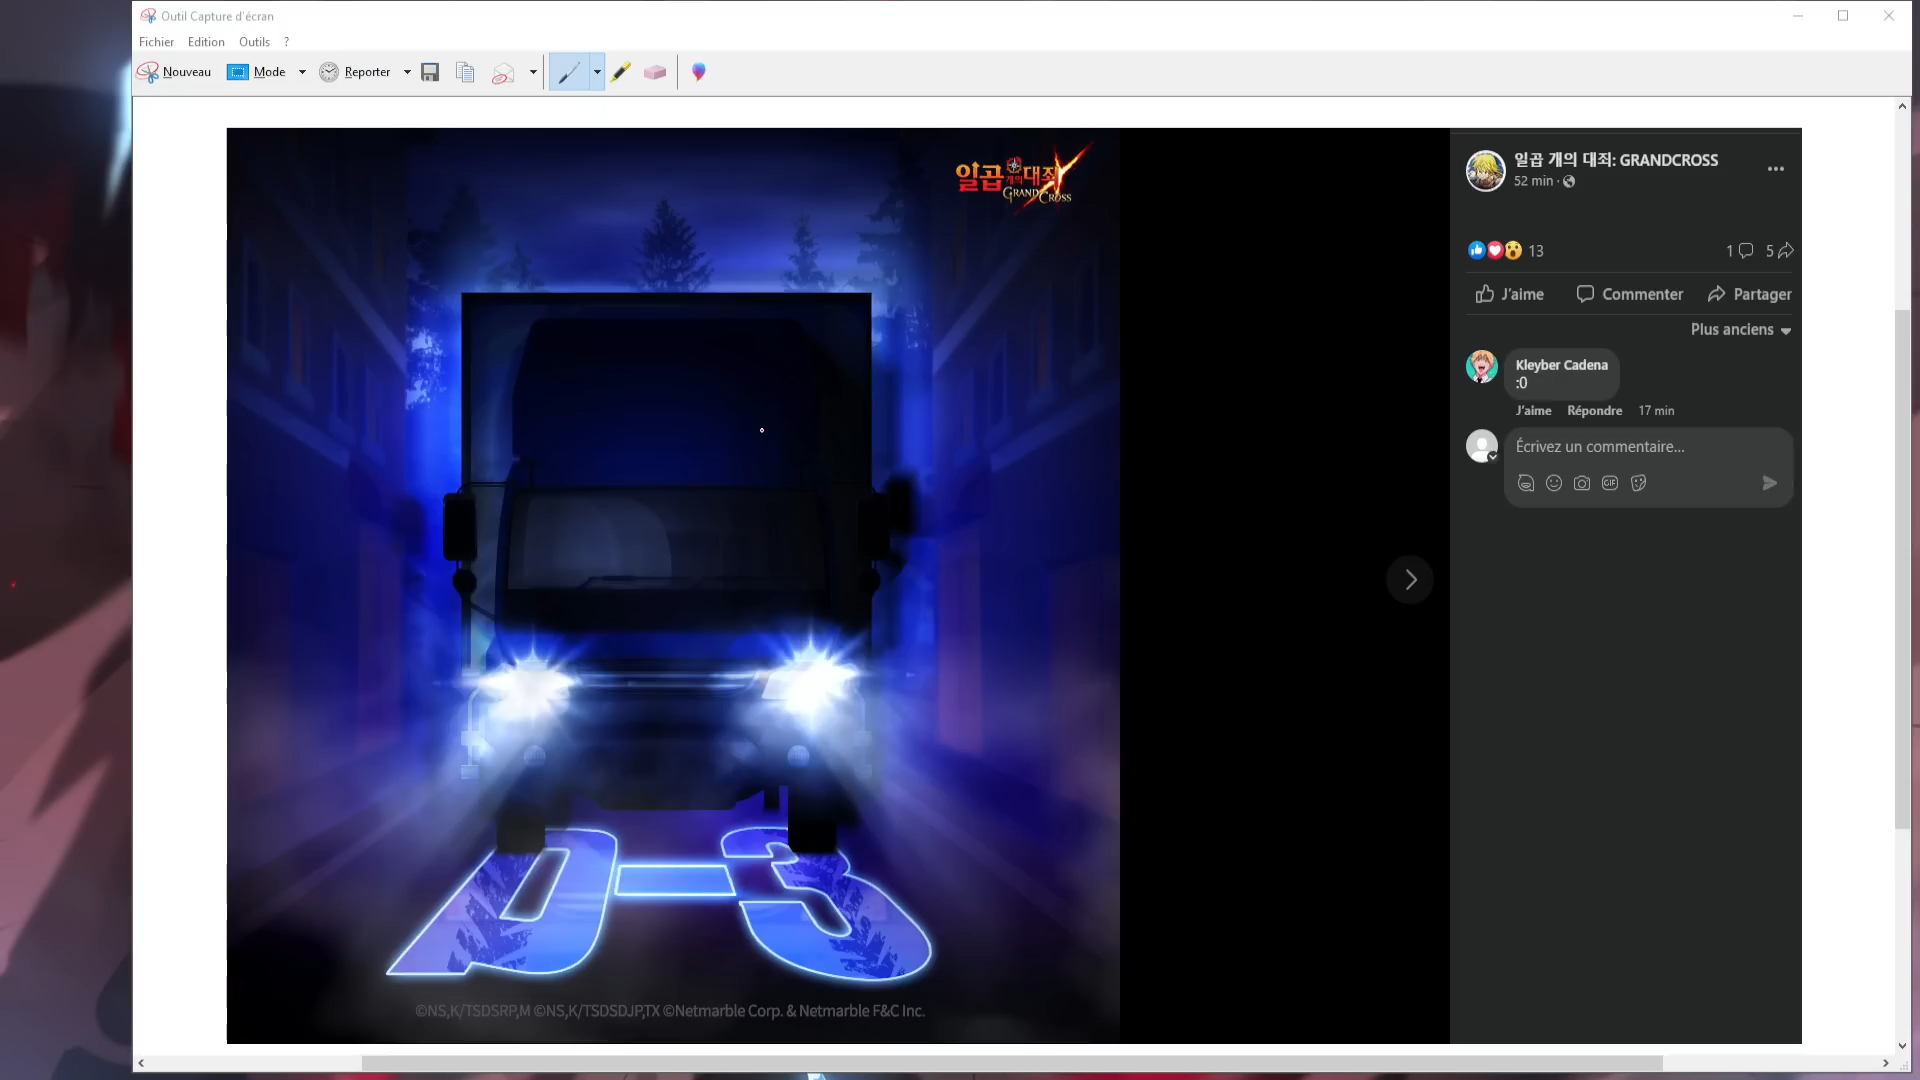 Outil Capture d'écran
Fichier Edition Outils ?
Nouveau Mode Reporter
일곱 개의 대죄
GRAND CROSS
D-3
©NS,K/TSDSRP,M ©NS,K/TSDSDJP,TX ©Netmarble Corp. & Netmarble F&C Inc.
일곱 개의 대죄: GRANDCROSS
52 min ·
13 1 5
J'aime Commenter Partager
Plus anciens
Kleyber Cadena
:0
J'aime Répondre 17 min
Écrivez un commentaire...
GIF